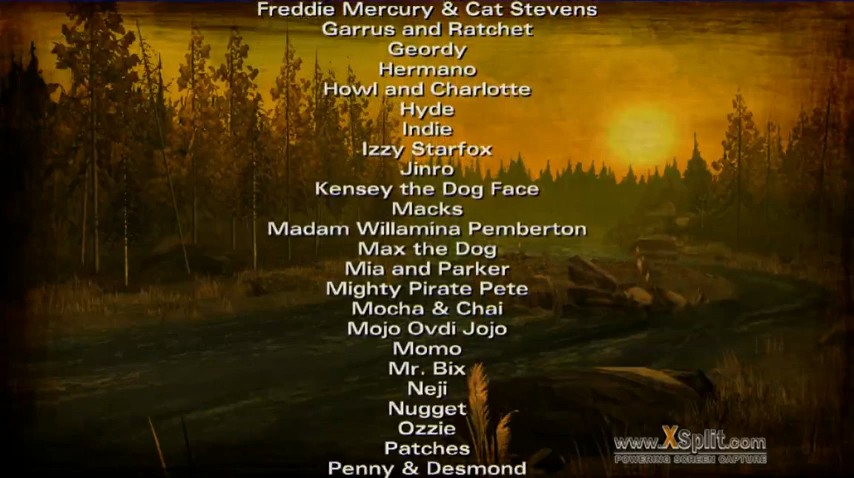 Freddie Mercury & Cat Stevens
Garrus and Ratchet
Geordy
Hermano
Howl and Charlotte
Hyde
Indie
Izzy Starfox
Jinro
Kensey the Dog Face
Macks
Madam Willamina Pemberton
Max the Dog
Mia and Parker
Mighty Pirate Pete
Mocha & Chai
Mojo Ovdi Jojo
Momo
Mr. Bix
Neji
Nugget
Ozzie
Patches
Penny & Desmond
www.XSplit.com
POWERING SCREEN CAPTURE